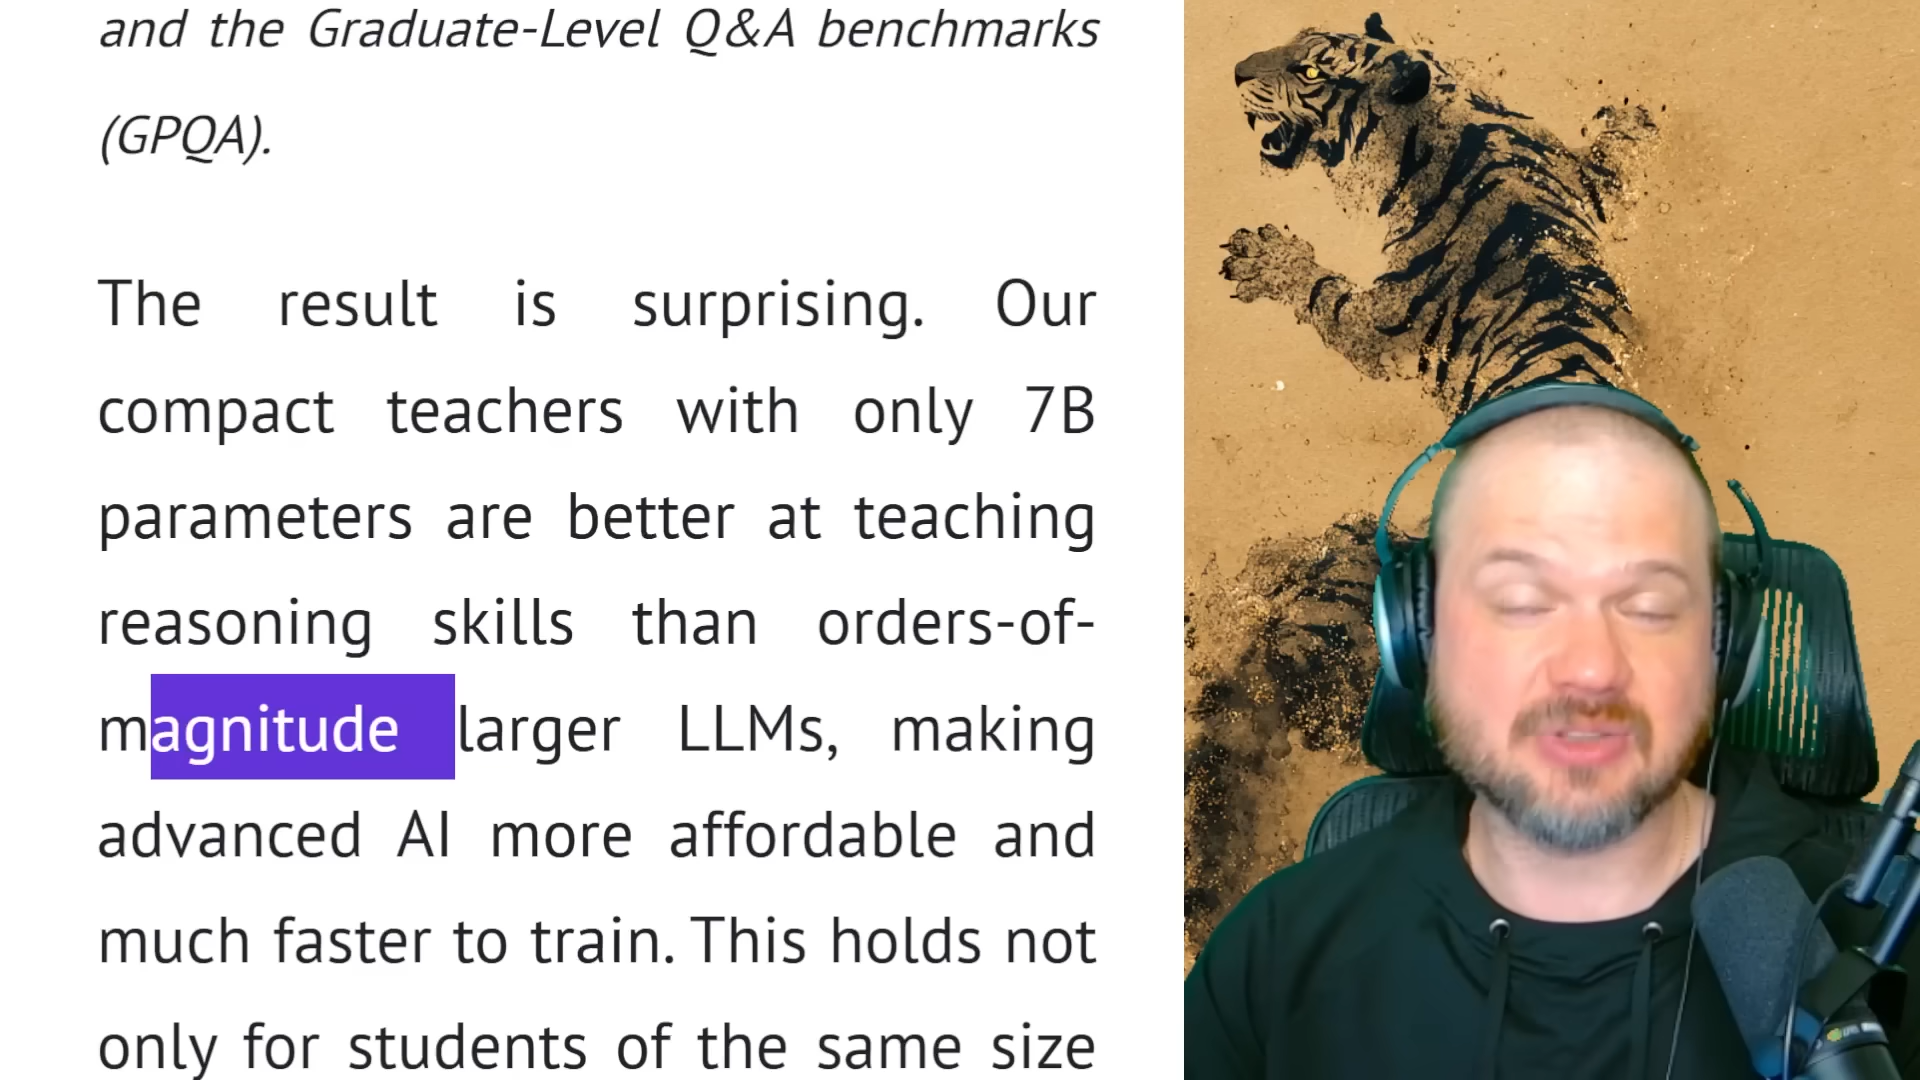 and the Graduate-Level Q&A benchmarks
(GPQA).
The result is surprising. Our
compact teachers with only 7B
parameters are better at teaching
reasoning skills than orders-of-
magnitude larger LLMs, making
advanced AI more affordable and
much faster to train. This holds not
only for students of the same size